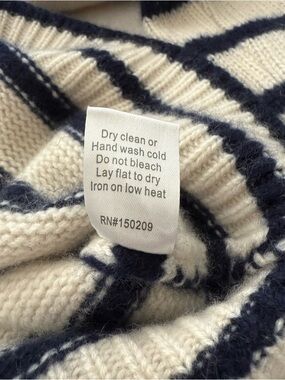 Dry clean or
Hand wash cold
Do not bleach
Lay flat to dry
Iron on low heat
RN#150209